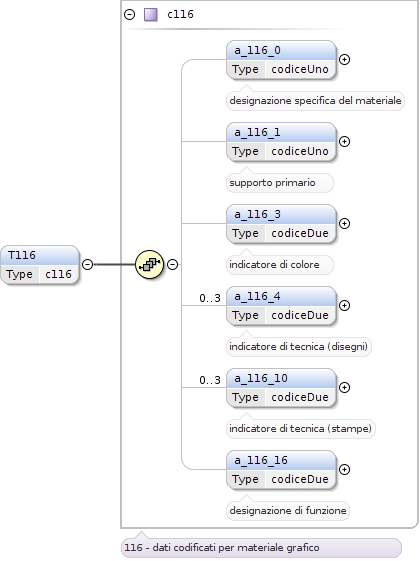 c116
a_116_0
Type codiceUno
designazione specifica del materiale
a_116_1
Type codiceUno
supporto primario
a_116_3
Type codiceDue
indicatore di colore
T116
Type c116
0..3
a_116_4
Type codiceDue
indicatore di tecnica (disegni)
0..3
a_116_10
Type codiceDue
indicatore di tecnica (stampe)
a_116_16
Type codiceDue
designazione di funzione
116 - dati codificati per materiale grafico